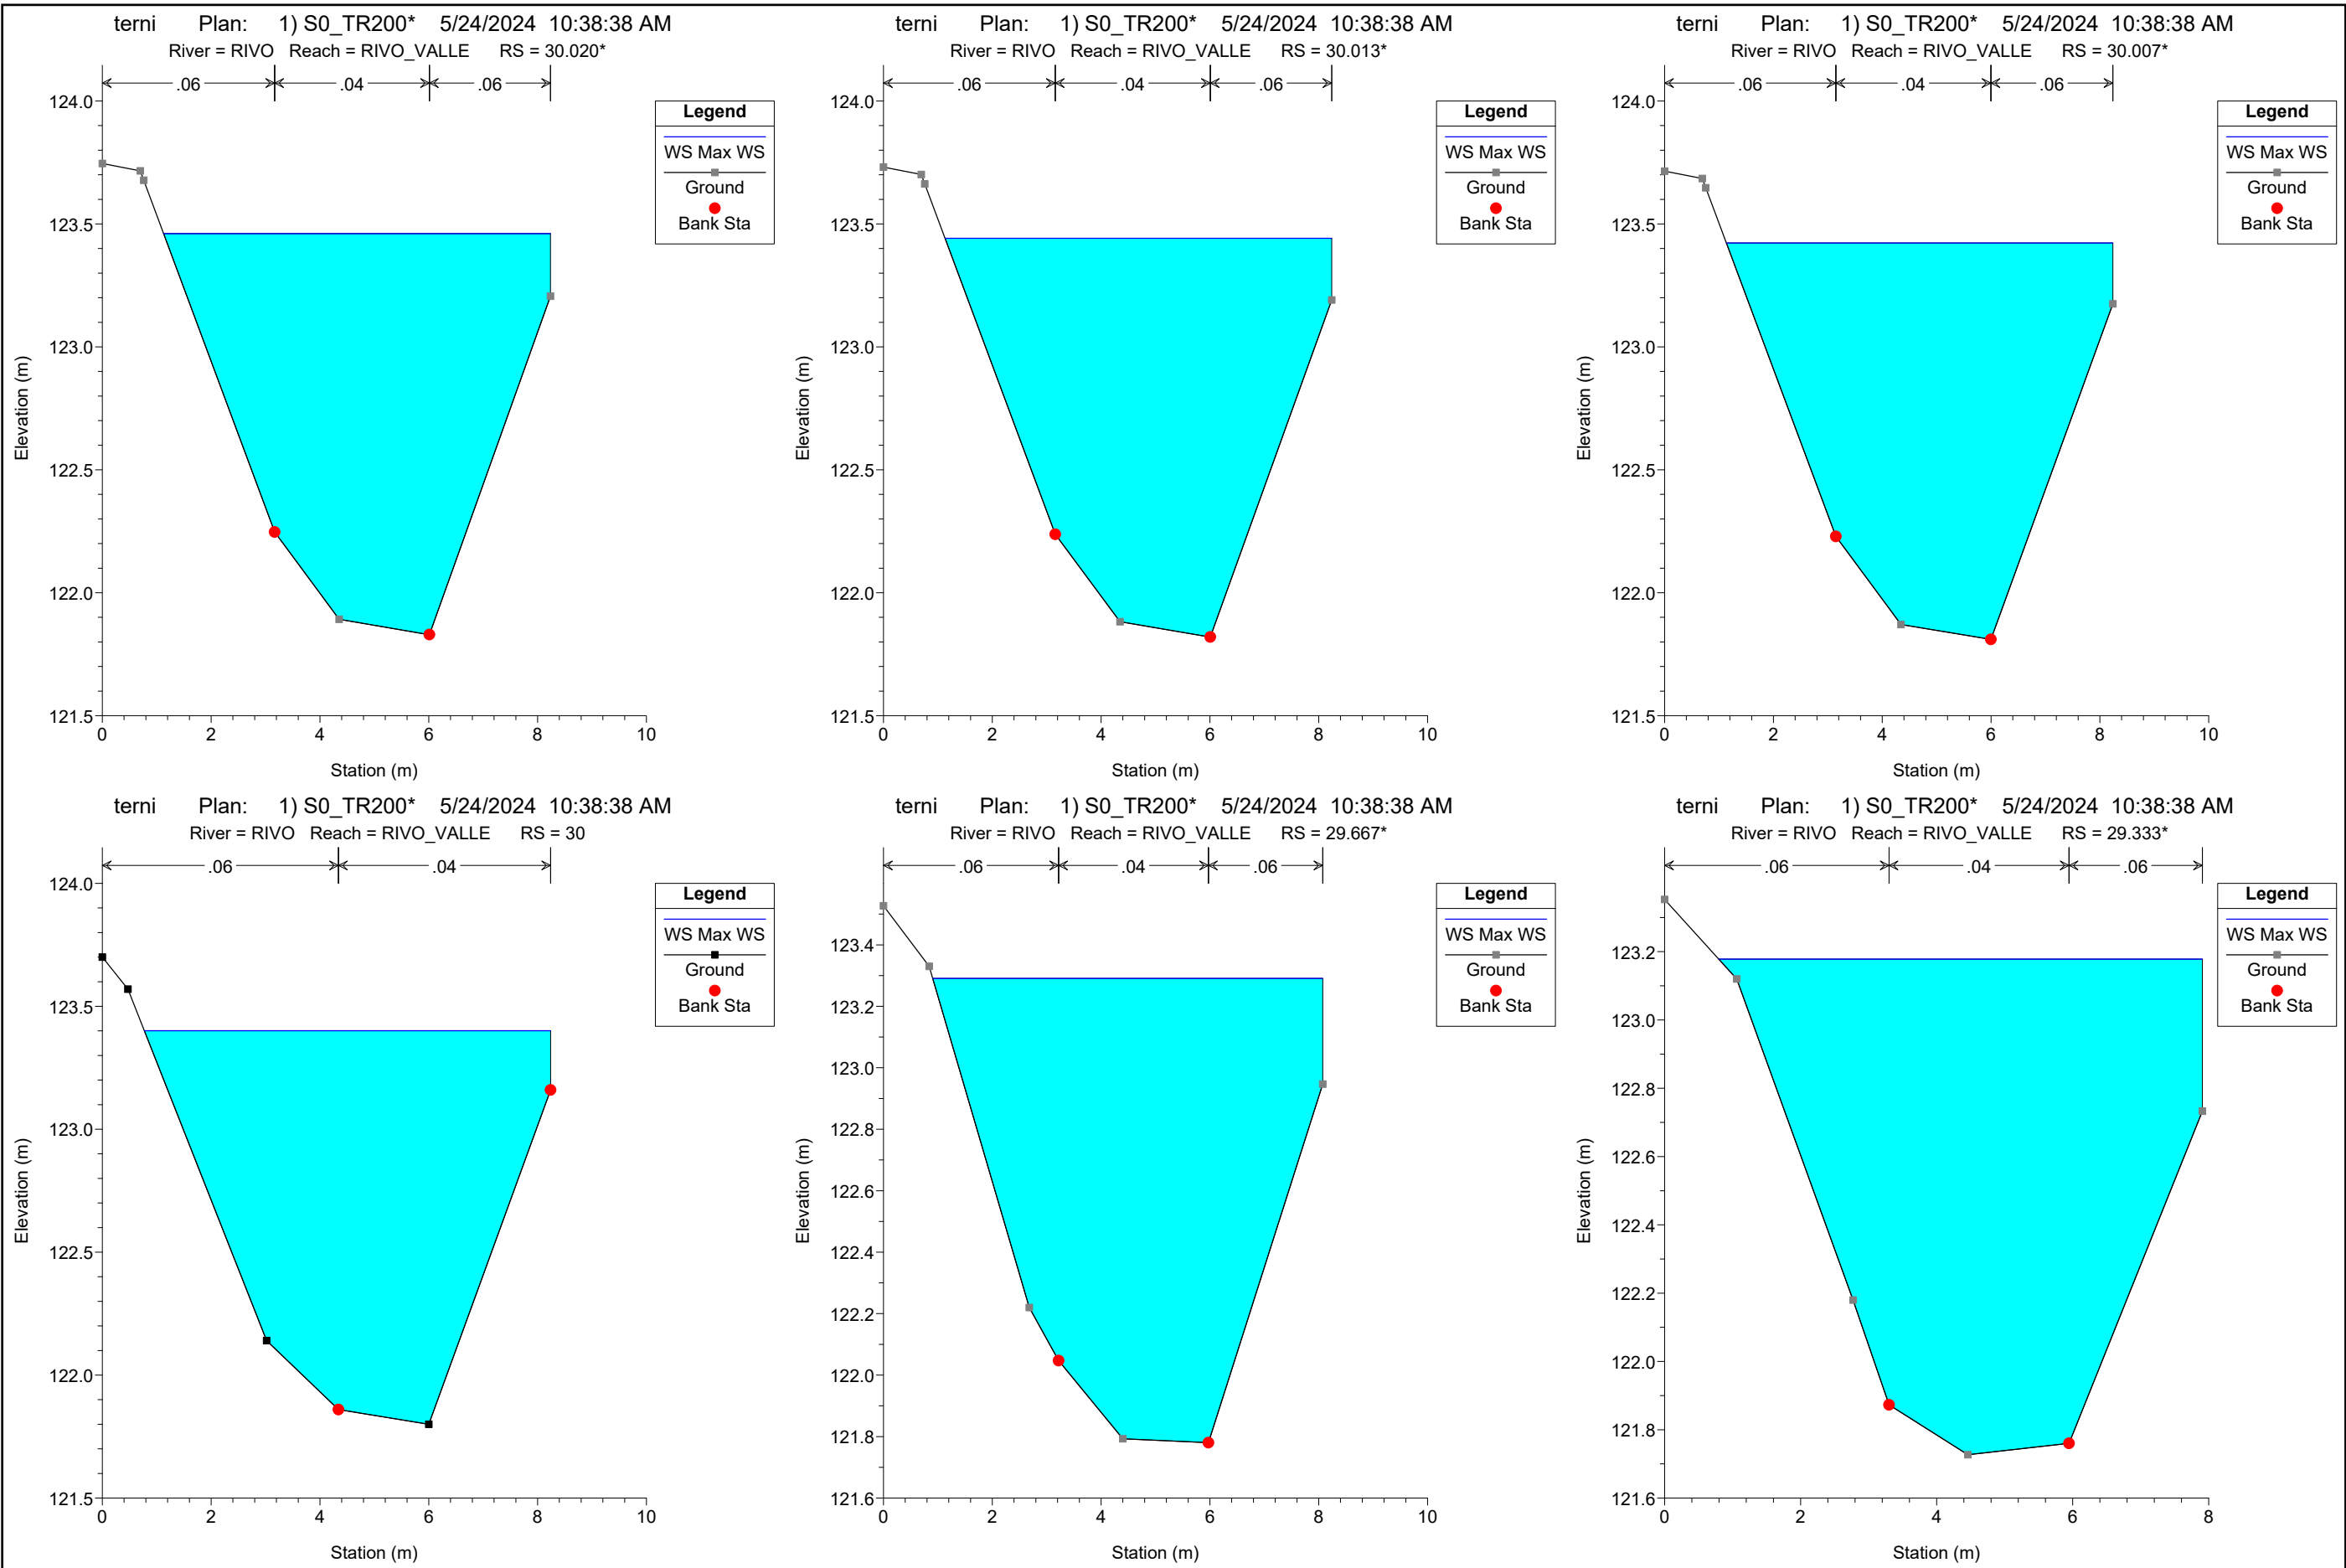 terni Plan: 1) S0_TR200* 5/24/2024 10:38:38 AM
River = RIVO Reach = RIVO_VALLE RS = 30.020*
.06 .04 .06
124.0
123.5
123.0
122.5
122.0
121.5
0 2 4 6 8 10
Station (m)
Elevation (m)
Legend
WS Max WS
Ground
Bank Sta
terni Plan: 1) S0_TR200* 5/24/2024 10:38:38 AM
River = RIVO Reach = RIVO_VALLE RS = 30.013*
.06 .04 .06
124.0
123.5
123.0
122.5
122.0
121.5
0 2 4 6 8 10
Station (m)
Elevation (m)
Legend
WS Max WS
Ground
Bank Sta
terni Plan: 1) S0_TR200* 5/24/2024 10:38:38 AM
River = RIVO Reach = RIVO_VALLE RS = 30.007*
.06 .04 .06
124.0
123.5
123.0
122.5
122.0
121.5
0 2 4 6 8 10
Station (m)
Elevation (m)
Legend
WS Max WS
Ground
Bank Sta
terni Plan: 1) S0_TR200* 5/24/2024 10:38:38 AM
River = RIVO Reach = RIVO_VALLE RS = 30
.06 .04
124.0
123.5
123.0
122.5
122.0
121.5
0 2 4 6 8 10
Station (m)
Elevation (m)
Legend
WS Max WS
Ground
Bank Sta
terni Plan: 1) S0_TR200* 5/24/2024 10:38:38 AM
River = RIVO Reach = RIVO_VALLE RS = 29.667*
.06 .04 .06
123.4
123.2
123.0
122.8
122.6
122.4
122.2
122.0
121.8
121.6
0 2 4 6 8 10
Station (m)
Elevation (m)
Legend
WS Max WS
Ground
Bank Sta
terni Plan: 1) S0_TR200* 5/24/2024 10:38:38 AM
River = RIVO Reach = RIVO_VALLE RS = 29.333*
.06 .04 .06
123.2
123.0
122.8
122.6
122.4
122.2
122.0
121.8
121.6
0 2 4 6 8
Station (m)
Elevation (m)
Legend
WS Max WS
Ground
Bank Sta